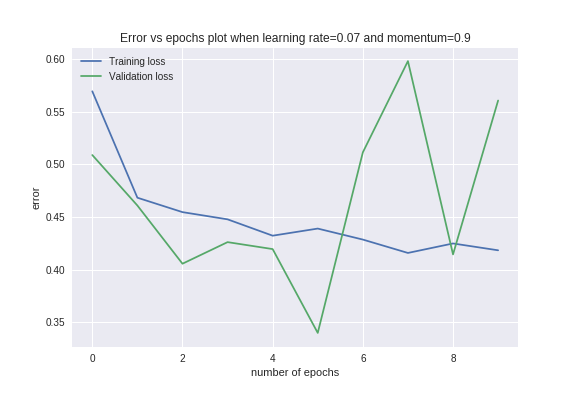 Error vs epochs plot when learning rate=0.07 and momentum=0.9
Training loss
Validation loss
0.60
0.55
0.50
0.45
0.40
0.35
error
0 2 4 6 8
number of epochs